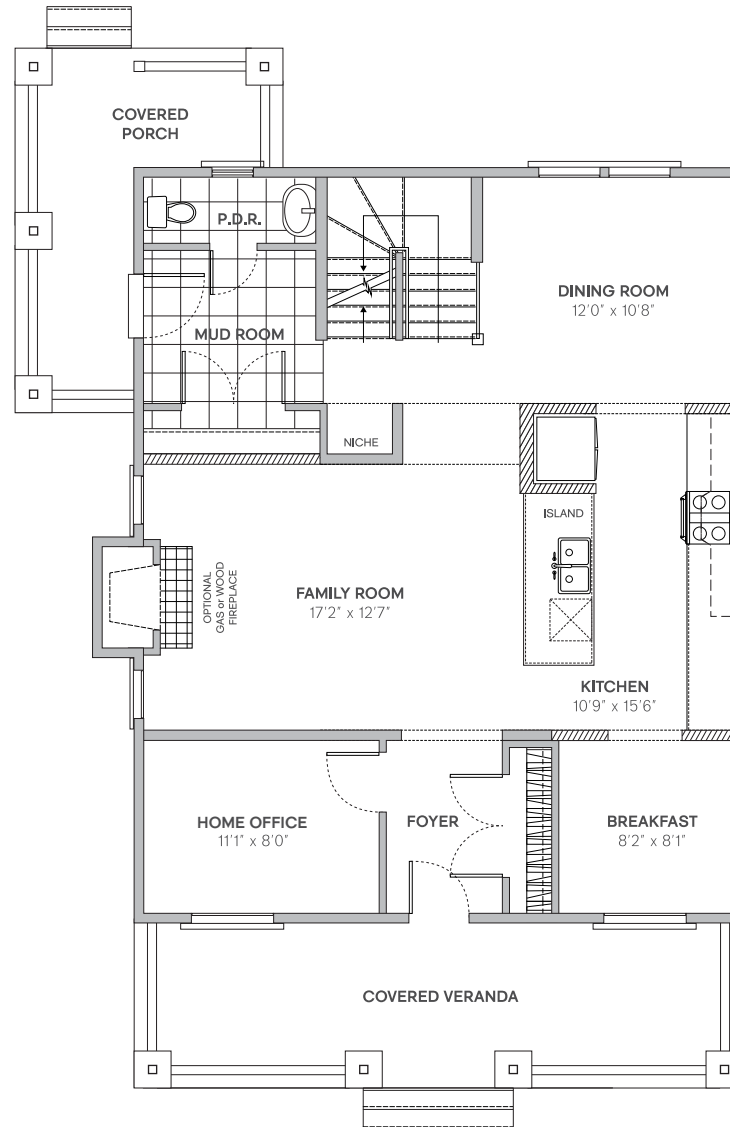 COVERED
PORCH
P.D.R.
MUD ROOM
DINING ROOM
12'0" x 10'8"
NICHE
ISLAND
OPTIONAL
GAS or WOOD
FIREPLACE
FAMILY ROOM
17'2" x 12'7"
KITCHEN
10'9" x 15'6"
HOME OFFICE
11'1" x 8'0"
FOYER
BREAKFAST
8'2" x 8'1"
COVERED VERANDA